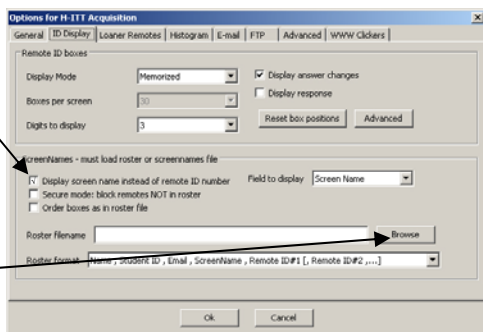 Options for H-ITT Acquisition
General ID Display Loaner Remotes Histogram E-mail FTP Advanced WWW Clickers
Remote ID boxes
Display Mode Memorized Display answer changes
Boxes per screen 30 Display response
Digits to display 3 Reset box positions Advanced
ScreenNames - must load roster or screennames file
Display screen name instead of remote ID number Field to display Screen Name
Secure mode: block remotes NOT in roster
Order boxes as in roster file
Roster filename Browse
Roster format Name , Student ID , Email , ScreenName , Remote ID#1 [, Remote ID#2 ,...]
Ok Cancel